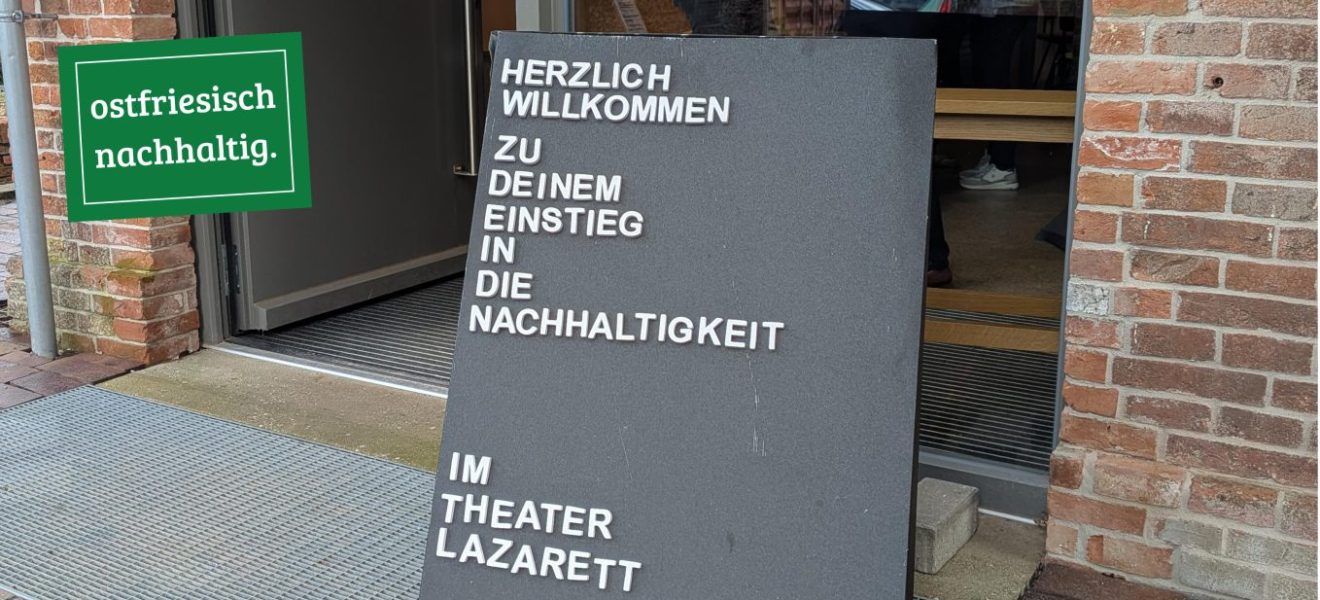 ostfriesisch
nachhaltig.
HERZLICH
WILLKOMMEN
ZU
DEINEM
EINSTIEG
IN
DIE
NACHHALTIGKEIT
IM
THEATER
LAZARETT